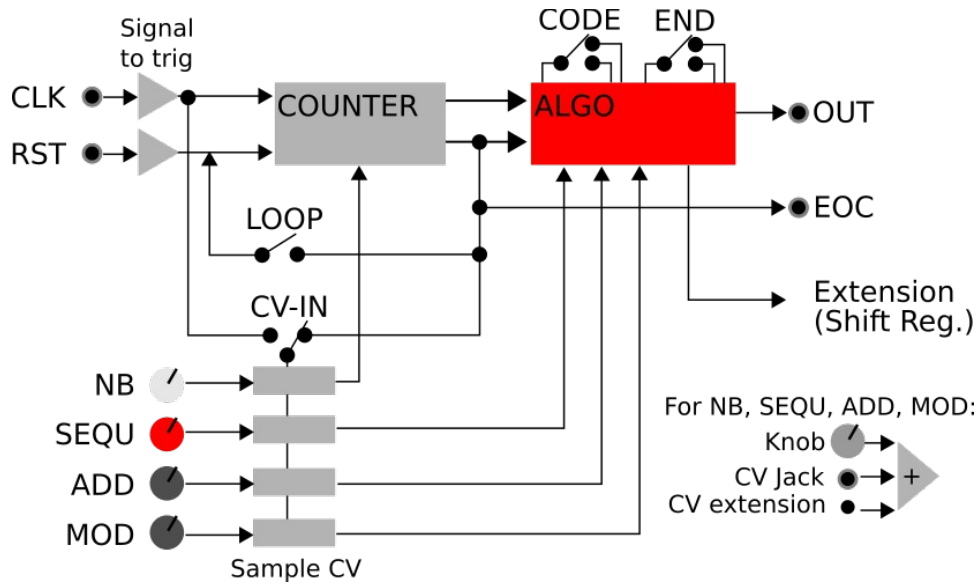 CODE
END
Signal
to trig
CLK
COUNTER
ALGO
OUT
RST
EOC
LOOP
CV-IN
Extension
(Shift Reg.)
NB
SEQU
ADD
MOD
Sample CV
For NB, SEQU, ADD, MOD:
Knob
CV Jack
+
CV extension